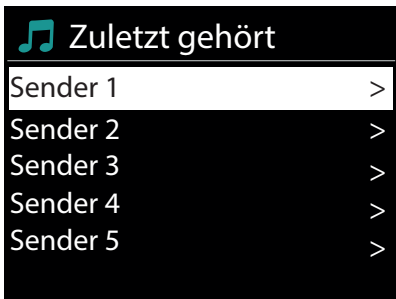 Zuletzt gehört
Sender 1 >
Sender 2 >
Sender 3 >
Sender 4 >
Sender 5 >